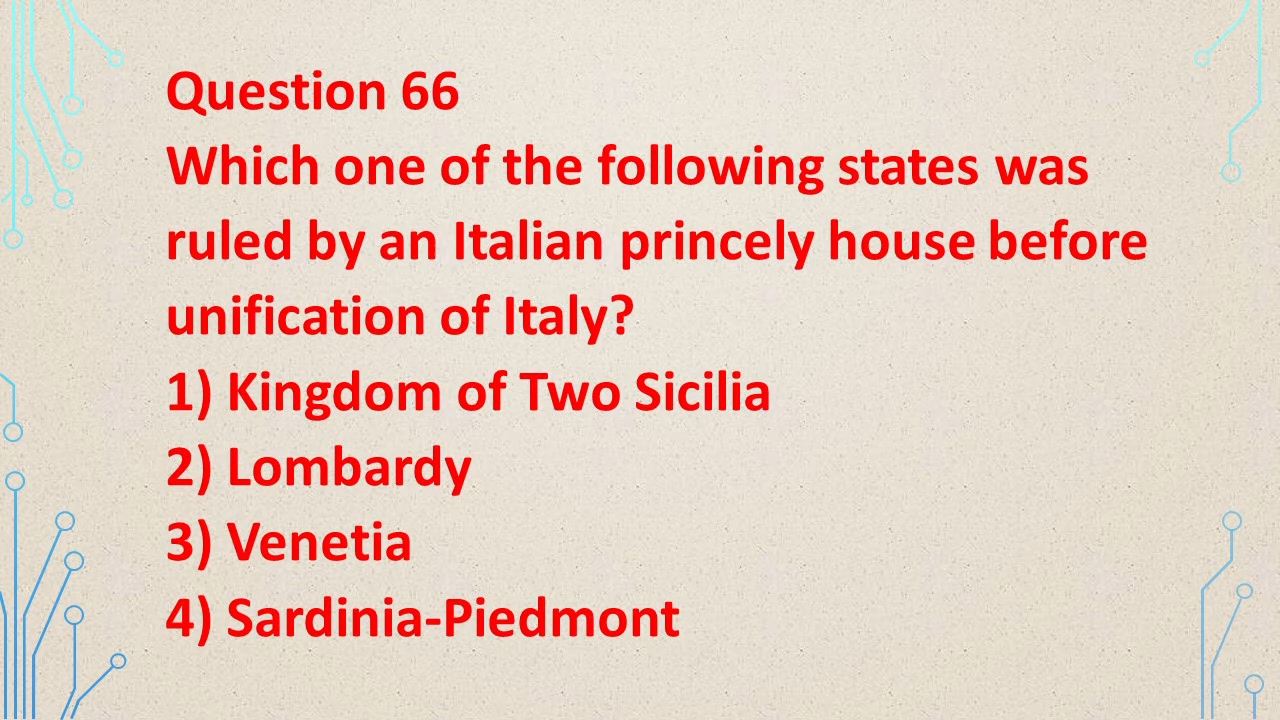 Question 66
Which one of the following states was
ruled by an Italian princely house before
unification of Italy?
1) Kingdom of Two Sicilia
2) Lombardy
3) Venetia
4) Sardinia-Piedmont